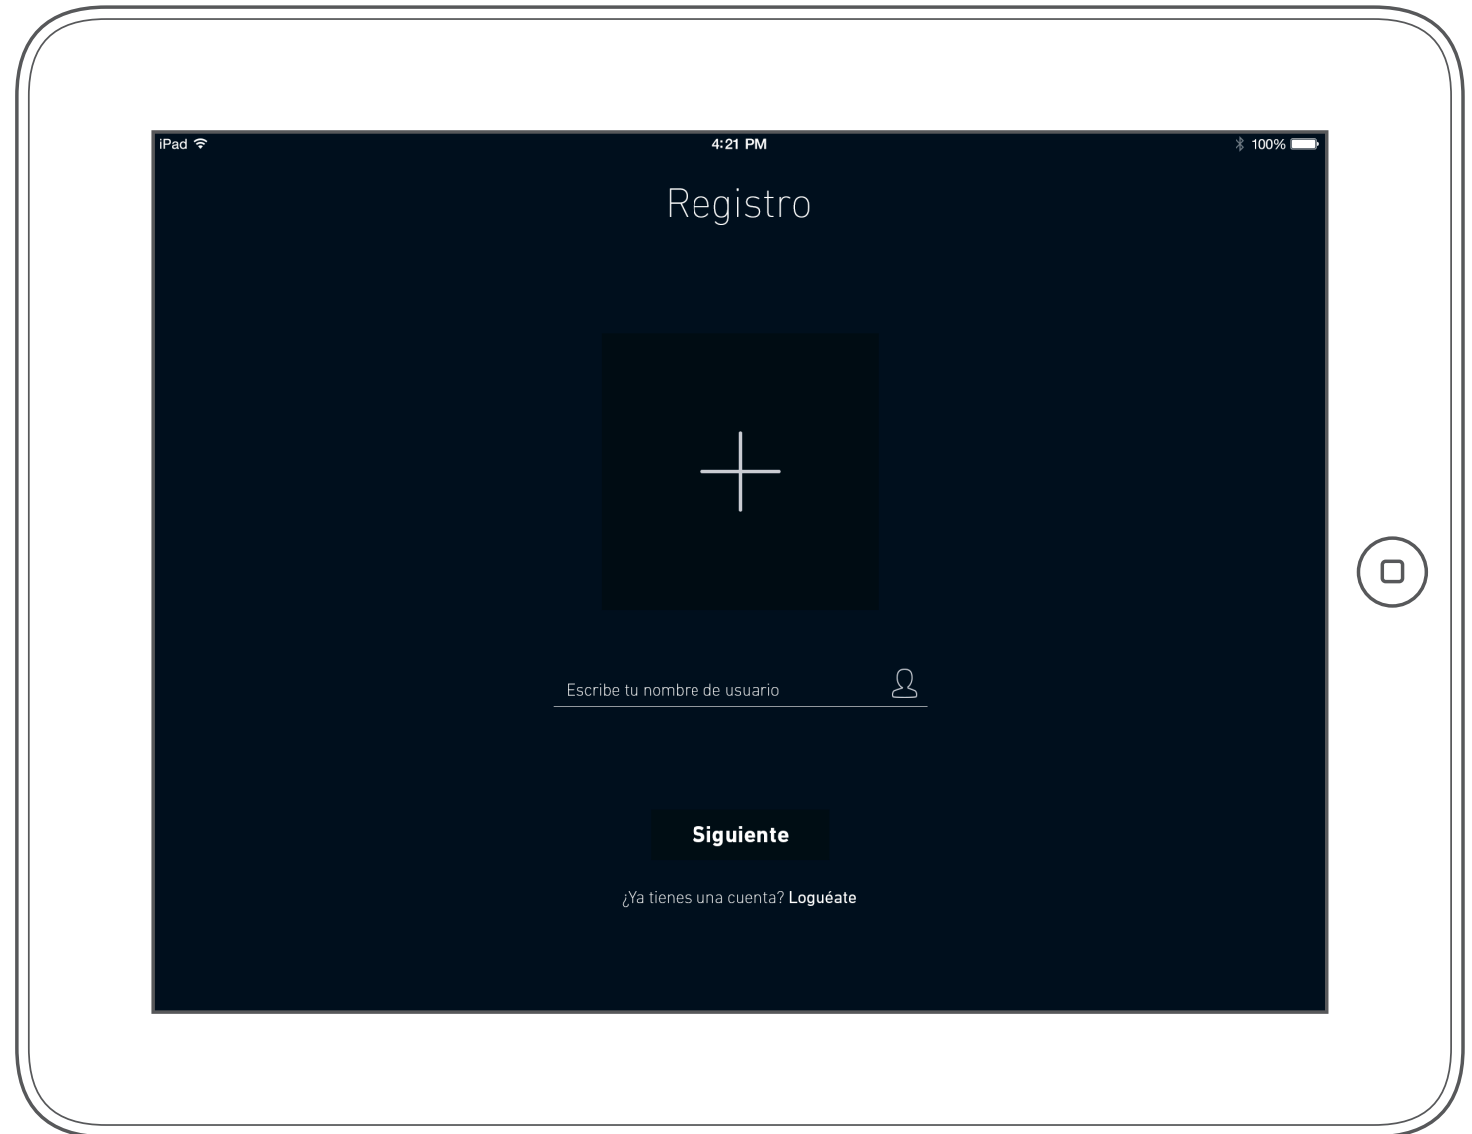 iPad 4:21 PM 100%
Registro
Escribe tu nombre de usuario
Siguiente
¿Ya tienes una cuenta? Loguéate